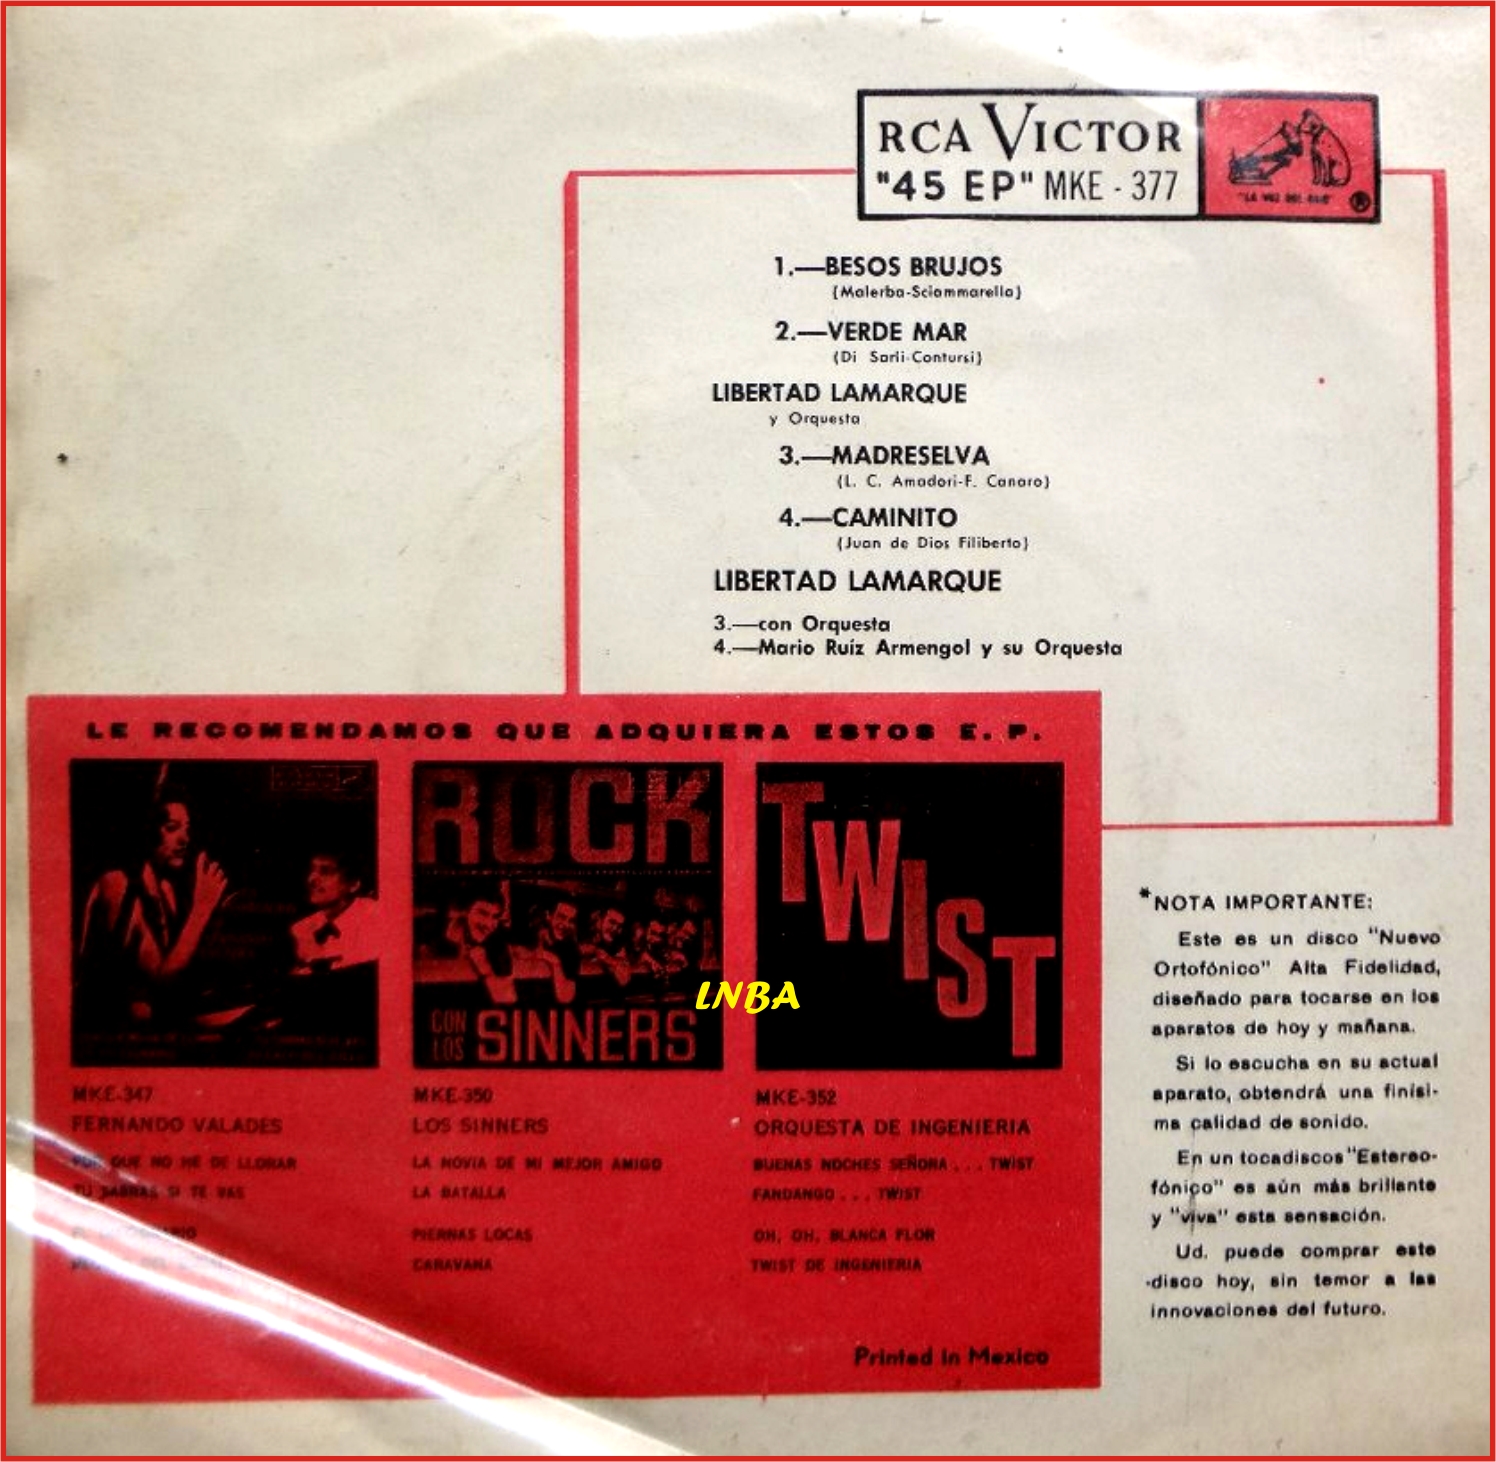 RCA VICTOR
"45 EP" MKE - 377
"LA VOZ DEL AMO"
®
1.—BESOS BRUJOS
(Malerba-Sciammarella)
2.—VERDE MAR
(Di Sarli-Contursi)
LIBERTAD LAMARQUE
y Orquesta
3.—MADRESELVA
(L. C. Amadori-F. Canaro)
4.—CAMINITO
(Juan de Dios Filiberto)
LIBERTAD LAMARQUE
3.—con Orquesta
4.—Mario Ruíz Armengol y su Orquesta
LE RECOMENDAMOS QUE ADQUIERA ESTOS E. P.
ROCK
CON LOS SINNERS
TWIST
LNBA
MKE-347
FERNANDO VALADES
POR QUE NO HE DE LLORAR
TU SABRAS SI TE VAS
MKE-350
LOS SINNERS
LA NOVIA DE MI MEJOR AMIGO
LA BATALLA
PIERNAS LOCAS
CARAVANA
MKE-352
ORQUESTA DE INGENIERIA
BUENAS NOCHES SEÑORA . . . TWIST
FANDANGO . . . TWIST
OH, OH, BLANCA FLOR
TWIST DE INGENIERIA
Printed in Mexico
*NOTA IMPORTANTE:
Este es un disco "Nuevo
Ortofónico" Alta Fidelidad,
diseñado para tocarse en los
aparatos de hoy y mañana.
Si lo escucha en su actual
aparato, obtendrá una finísi-
ma calidad de sonido.
En un tocadiscos "Estereo-
fónico" es aún más brillante
y "viva" esta sensación.
Ud. puede comprar este
disco hoy, sin temor a las
innovaciones del futuro.